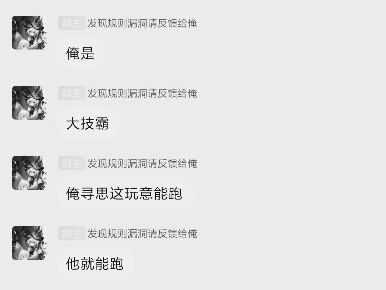 群主 发现规则漏洞请反馈给俺
俺是
群主 发现规则漏洞请反馈给俺
大技霸
群主 发现规则漏洞请反馈给俺
俺寻思这玩意能跑
群主 发现规则漏洞请反馈给俺
他就能跑